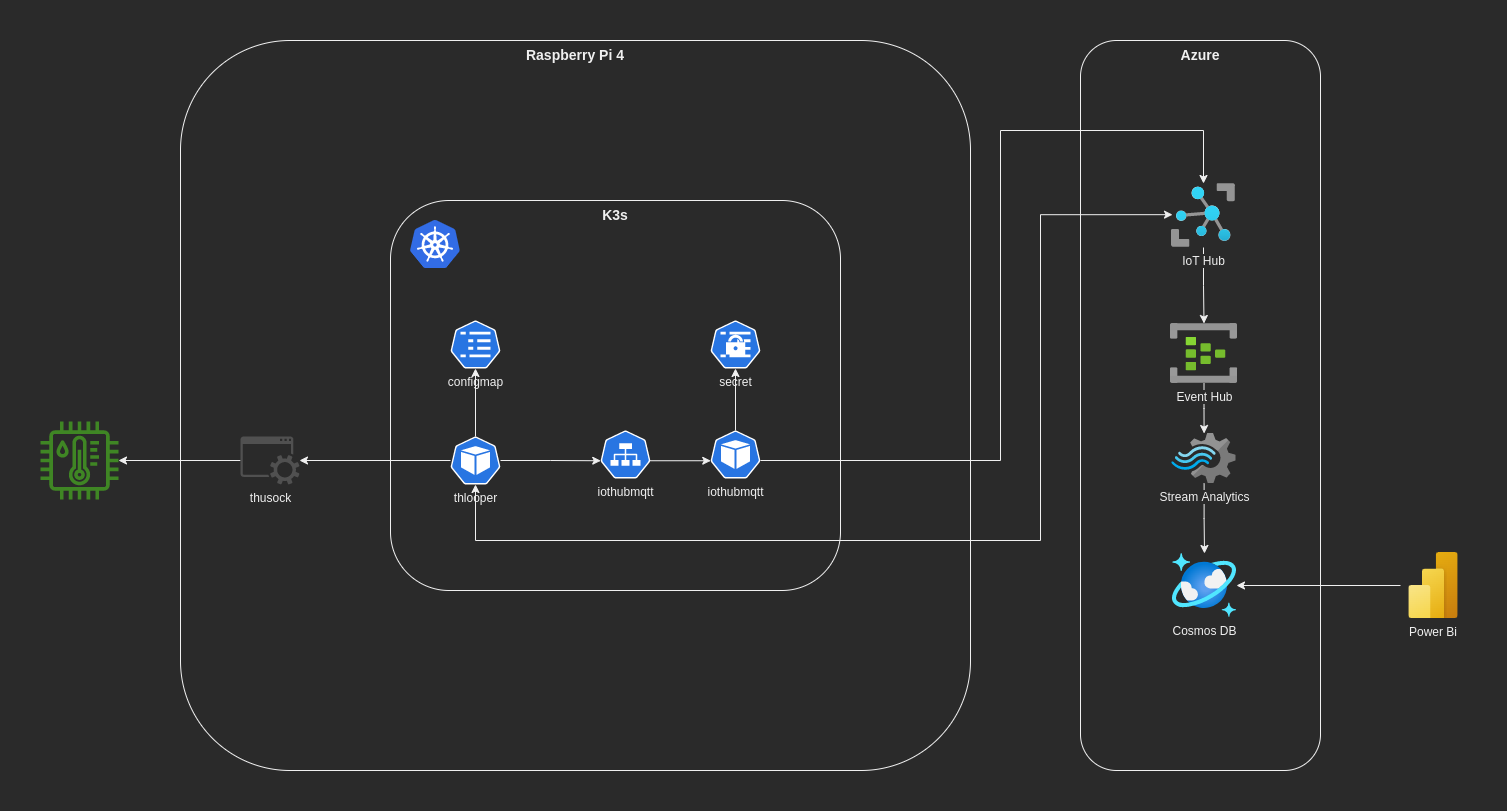 Raspberry Pi 4
Azure
K3s
IoT Hub
configmap
secret
Event Hub
thusock
thlooper
iothubmqtt
iothubmqtt
Stream Analytics
Cosmos DB
Power Bi